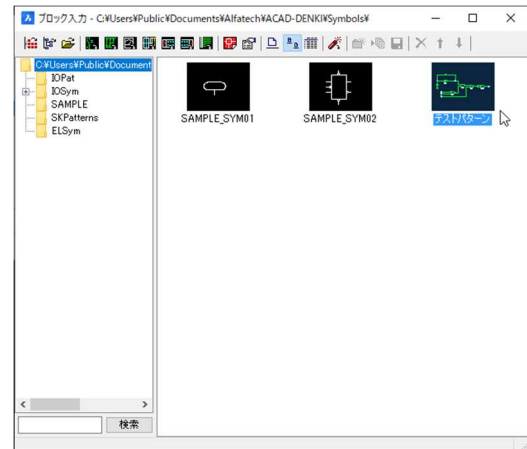 ブロック入力 - C:¥Users¥Public¥Documents¥Alfatech¥ACAD-DENKI¥Symbols¥
C:¥Users¥Public¥Document
IOPat
IOSym
SAMPLE
SKPatterns
ELSym
SAMPLE_SYM01
SAMPLE_SYM02
テストパターン
検索